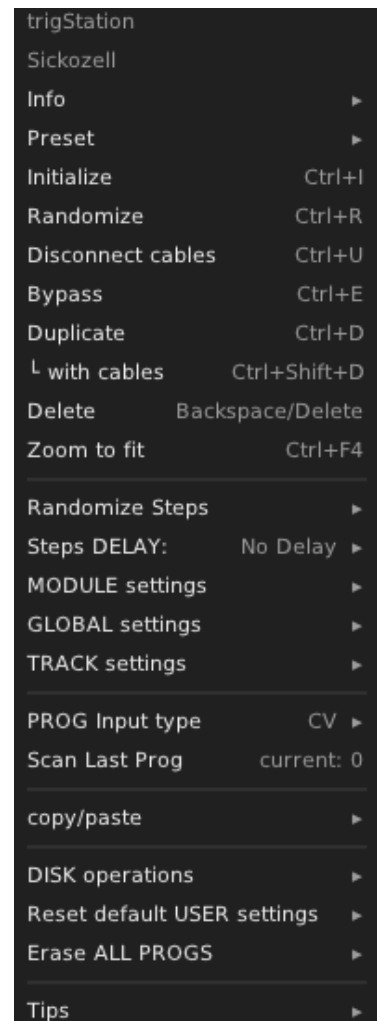 trigStation
Sickozell
Info ▸
Preset ▸
Initialize Ctrl+I
Randomize Ctrl+R
Disconnect cables Ctrl+U
Bypass Ctrl+E
Duplicate Ctrl+D
└ with cables Ctrl+Shift+D
Delete Backspace/Delete
Zoom to fit Ctrl+F4
Randomize Steps ▸
Steps DELAY: No Delay ▸
MODULE settings ▸
GLOBAL settings ▸
TRACK settings ▸
PROG Input type CV ▸
Scan Last Prog current: 0
copy/paste ▸
DISK operations ▸
Reset default USER settings ▸
Erase ALL PROGS ▸
Tips ▸